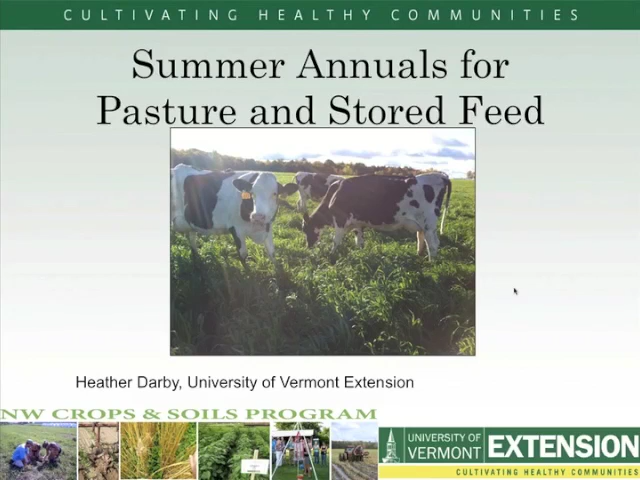 CULTIVATING HEALTHY COMMUNITIES
Summer Annuals for
Pasture and Stored Feed
Heather Darby, University of Vermont Extension
NW CROPS & SOILS PROGRAM
UNIVERSITY OF
VERMONT
EXTENSION
CULTIVATING HEALTHY COMMUNITIES